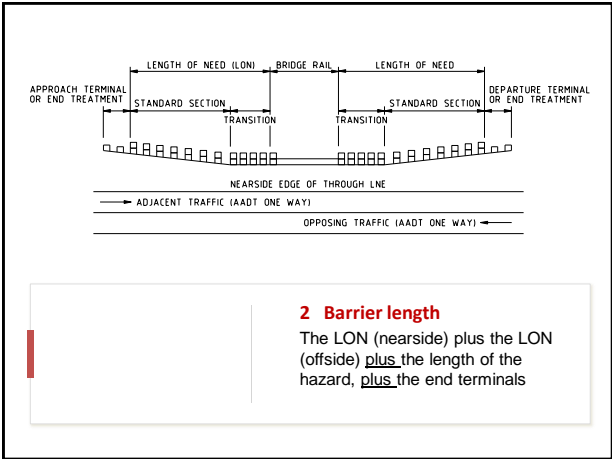 LENGTH OF NEED (LON) BRIDGE RAIL LENGTH OF NEED
APPROACH TERMINAL
OR END TREATMENT
DEPARTURE TERMINAL
OR END TREATMENT
STANDARD SECTION
STANDARD SECTION
TRANSITION
TRANSITION
NEARSIDE EDGE OF THROUGH LNE
ADJACENT TRAFFIC (AADT ONE WAY)
OPPOSING TRAFFIC (AADT ONE WAY)
2 Barrier length
The LON (nearside) plus the LON
(offside) plus the length of the
hazard, plus the end terminals